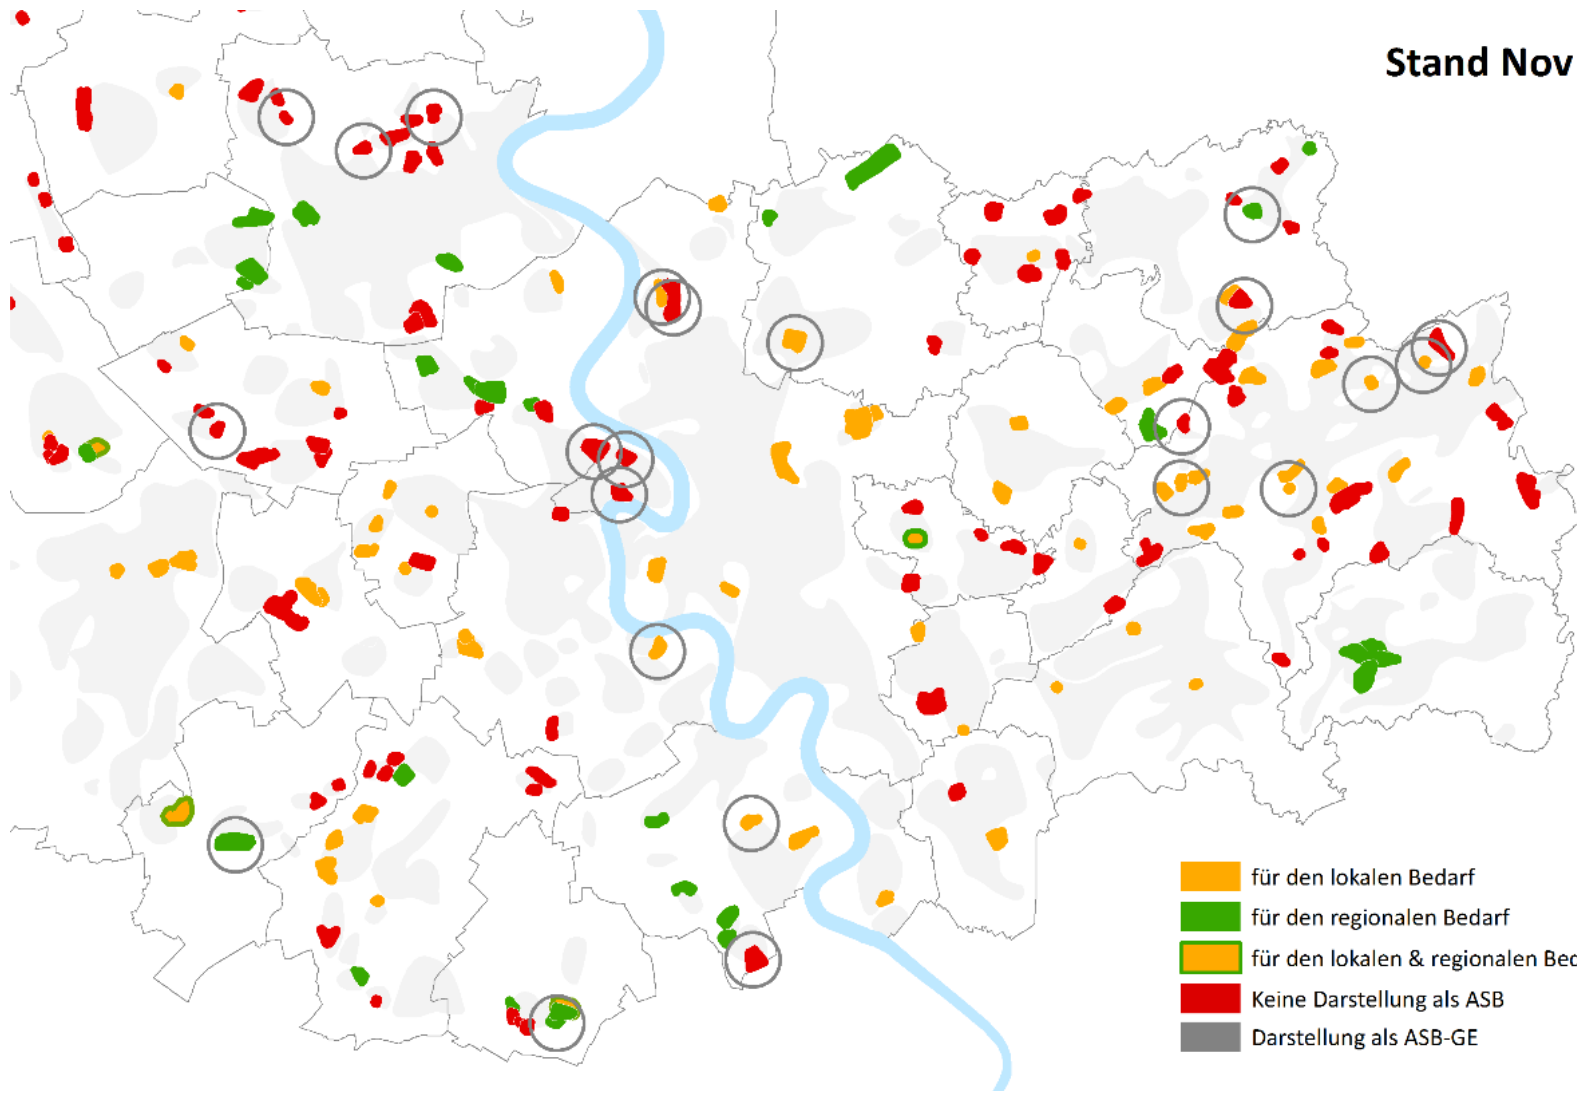 Stand Nov
für den lokalen Bedarf
für den regionalen Bedarf
für den lokalen & regionalen Bed
Keine Darstellung als ASB
Darstellung als ASB-GE